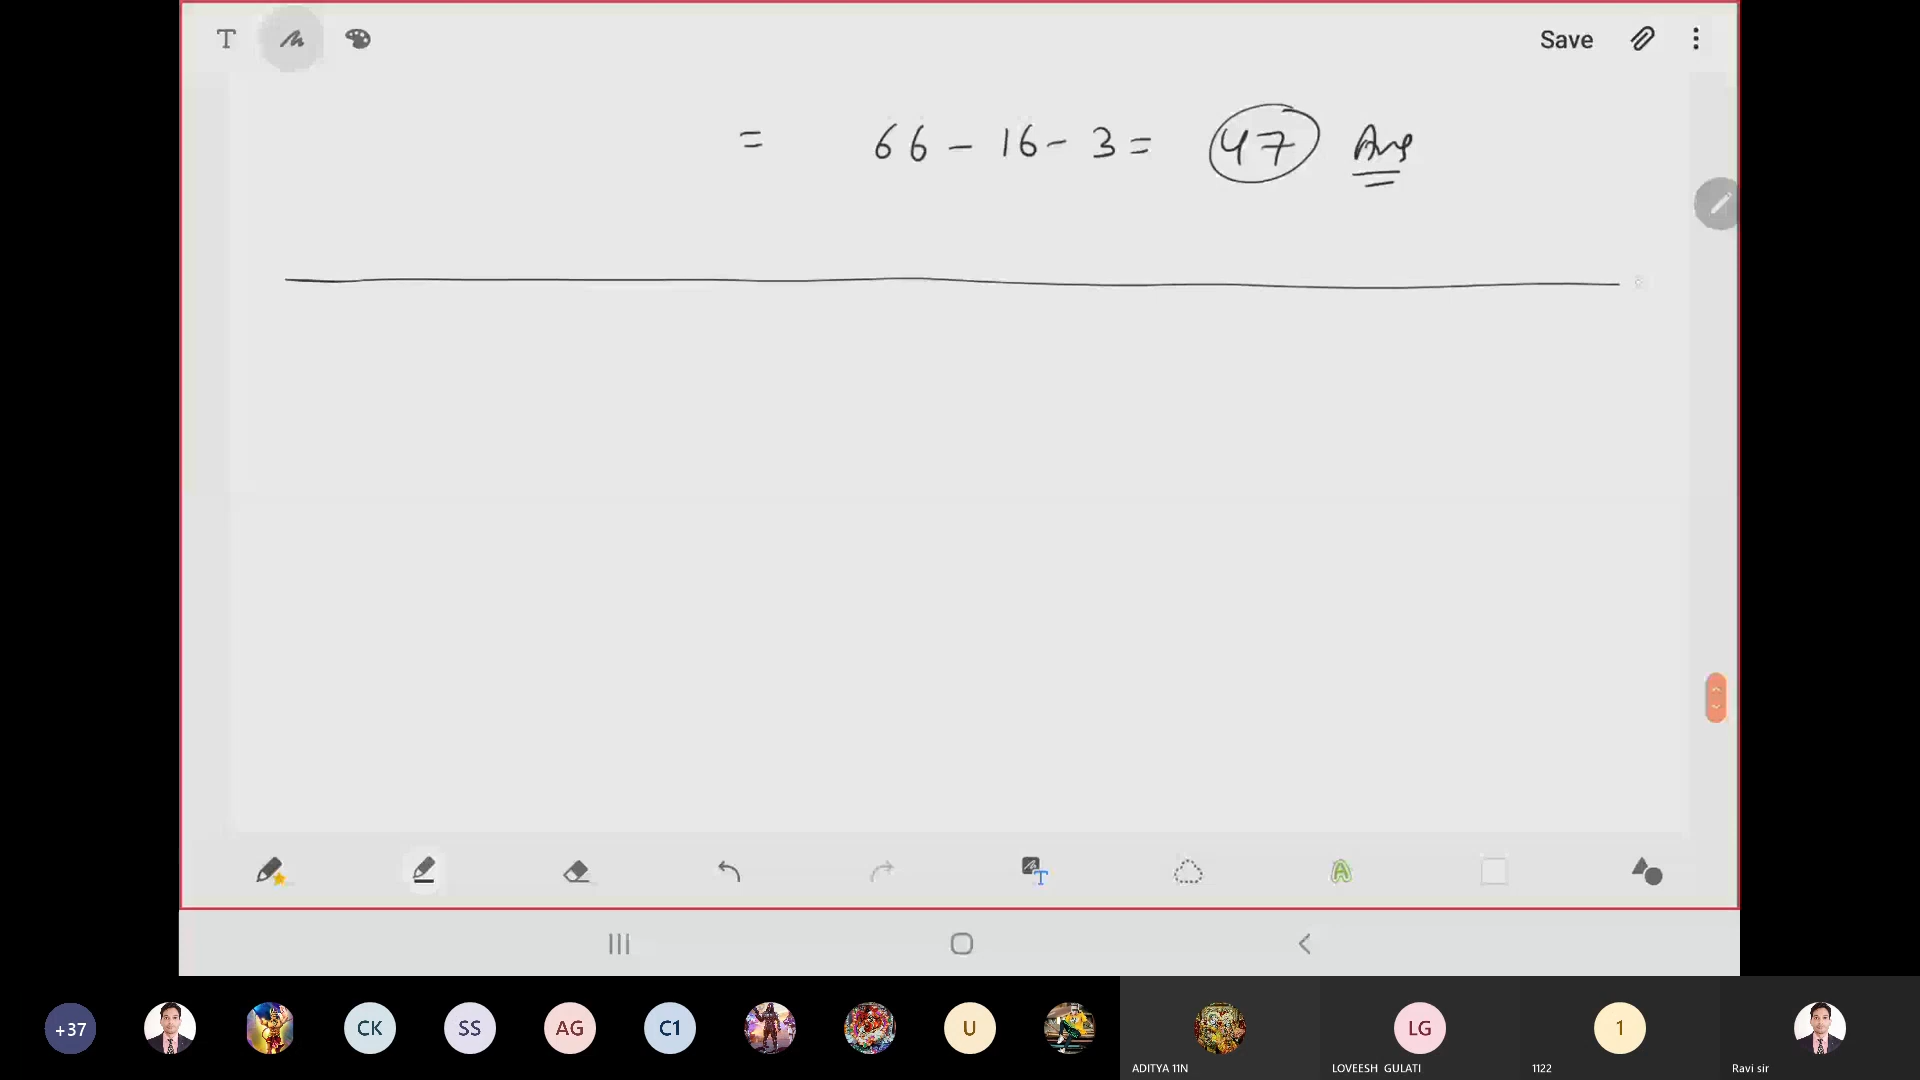 T Save
= 66 - 16 - 3 = 47 Ans
T A
+37 CK SS AG C1 U LG 1
ADITYA 11N LOVEESH GULATI 1122 Ravi sir